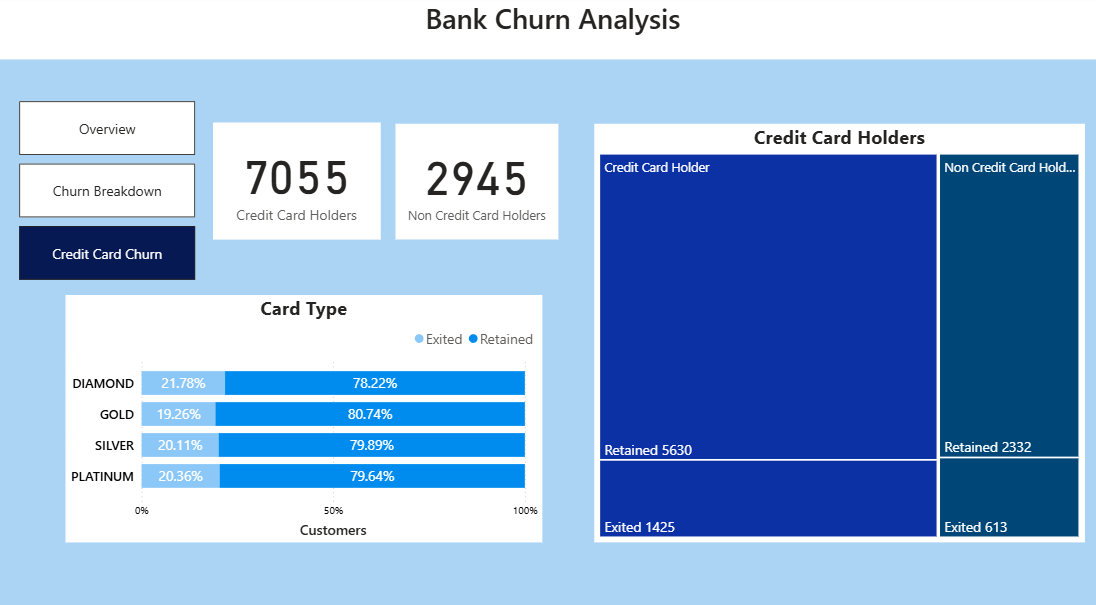 Bank Churn Analysis
Overview
Churn Breakdown
Credit Card Churn
7055
Credit Card Holders
2945
Non Credit Card Holders
Card Type
Exited Retained
DIAMOND 21.78% 78.22%
GOLD 19.26% 80.74%
SILVER 20.11% 79.89%
PLATINUM 20.36% 79.64%
0% 50% 100%
Customers
Credit Card Holders
Credit Card Holder
Retained 5630
Exited 1425
Non Credit Card Hold...
Retained 2332
Exited 613